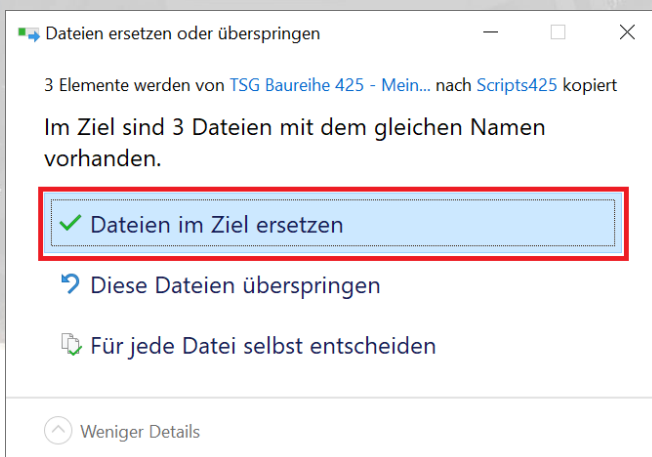 Dateien ersetzen oder überspringen
3 Elemente werden von TSG Baureihe 425 - Mein... nach Scripts425 kopiert
Im Ziel sind 3 Dateien mit dem gleichen Namen
vorhanden.
Dateien im Ziel ersetzen
Diese Dateien überspringen
Für jede Datei selbst entscheiden
Weniger Details